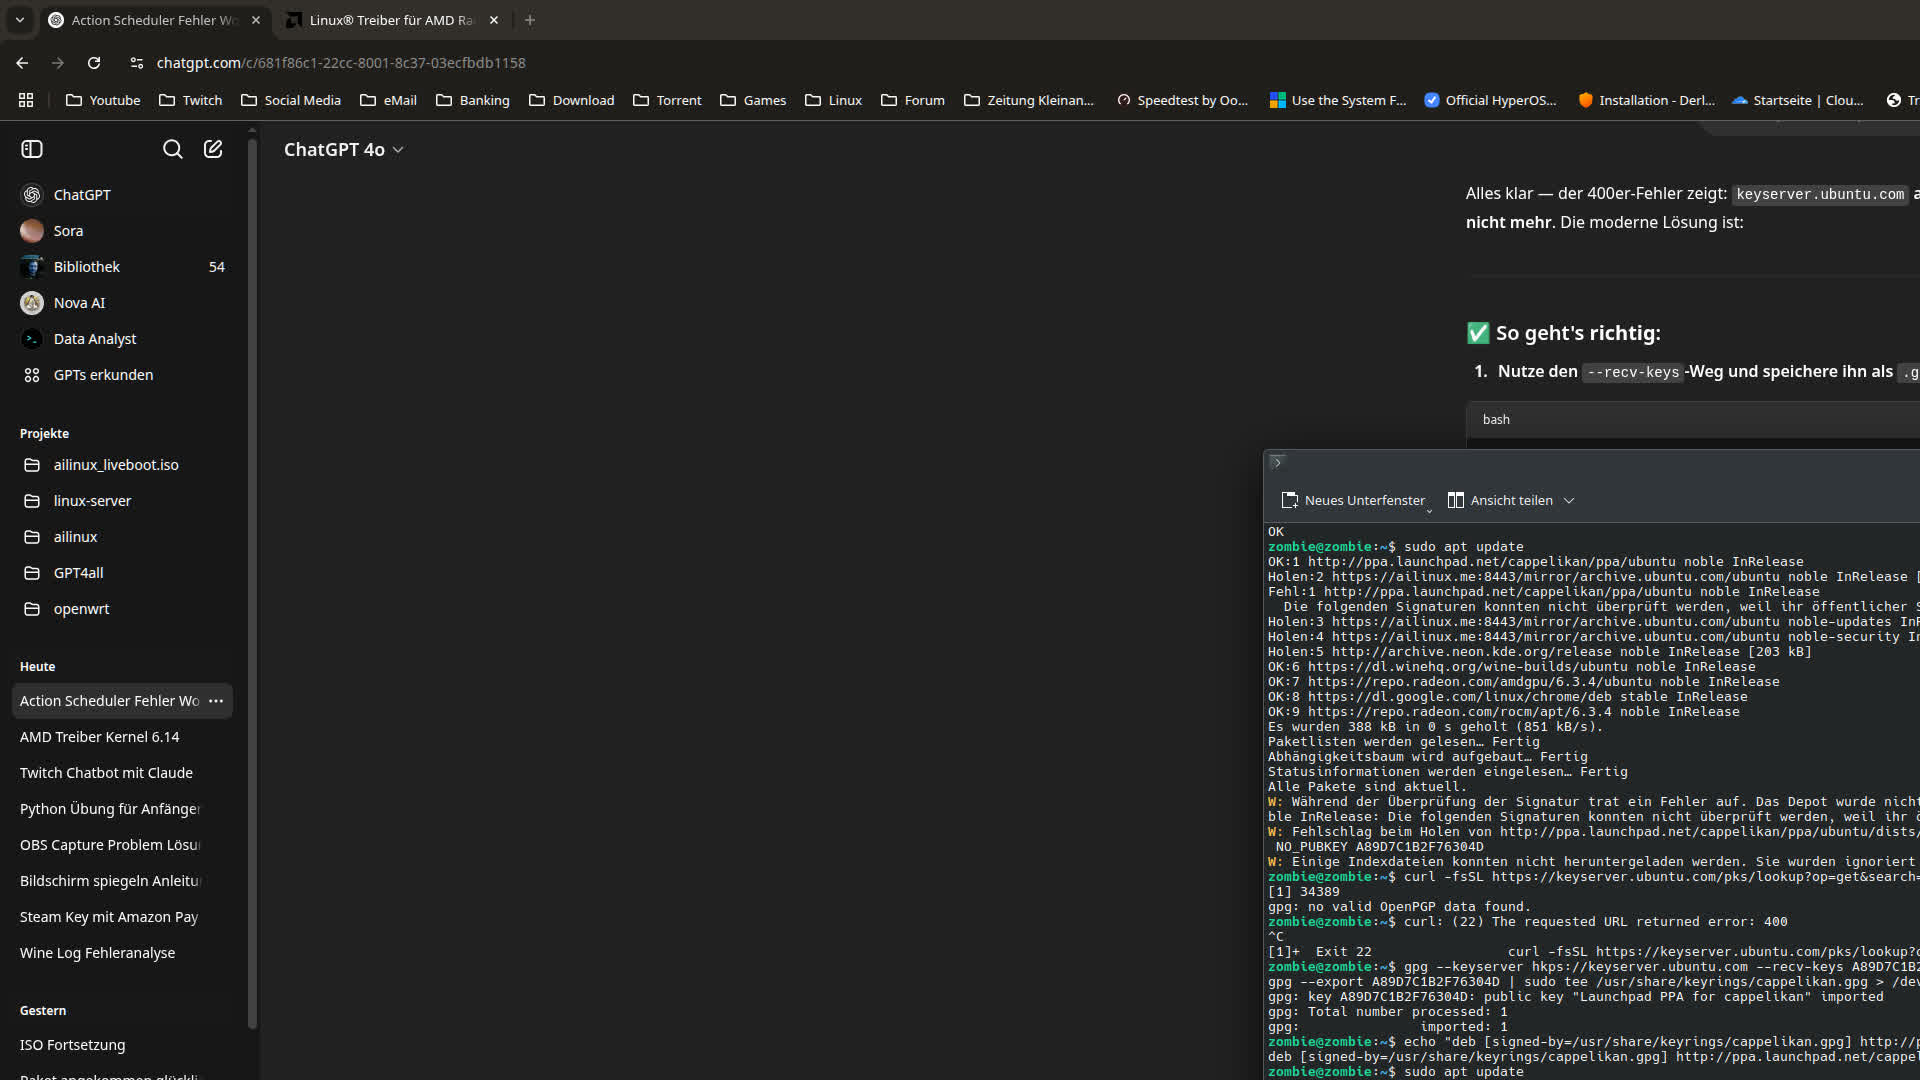 Action Scheduler Fehler Wo
Linux® Treiber für AMD Ra
chatgpt.com/c/681f86c1-22cc-8001-8c37-03ecfbdb1158
Youtube
Twitch
Social Media
eMail
Banking
Download
Torrent
Games
Linux
Forum
Zeitung Kleinan...
Speedtest by Oo...
Use the System F...
Official HyperOS...
Installation - Derl...
Startseite | Clou...
Tr
ChatGPT 4o
ChatGPT
Sora
Bibliothek 54
Nova AI
Data Analyst
GPTs erkunden
Projekte
ailinux_liveboot.iso
linux-server
ailinux
GPT4all
openwrt
Heute
Action Scheduler Fehler Wo
AMD Treiber Kernel 6.14
Twitch Chatbot mit Claude
Python Übung für Anfänger
OBS Capture Problem Lösu
Bildschirm spiegeln Anleitu
Steam Key mit Amazon Pay
Wine Log Fehleranalyse
Gestern
ISO Fortsetzung
Alles klar — der 400er-Fehler zeigt: keyserver.ubuntu.com a
nicht mehr. Die moderne Lösung ist:
✅ So geht's richtig:
1. Nutze den --recv-keys-Weg und speichere ihn als .g
bash
Neues Unterfenster
Ansicht teilen
OK
zombie@zombie:~$ sudo apt update
OK:1 http://ppa.launchpad.net/cappelikan/ppa/ubuntu noble InRelease
Holen:2 https://ailinux.me:8443/mirror/archive.ubuntu.com/ubuntu noble InRelease [
Fehl:1 http://ppa.launchpad.net/cappelikan/ppa/ubuntu noble InRelease
Die folgenden Signaturen konnten nicht überprüft werden, weil ihr öffentlicher S
Holen:3 https://ailinux.me:8443/mirror/archive.ubuntu.com/ubuntu noble-updates InR
Holen:4 https://ailinux.me:8443/mirror/archive.ubuntu.com/ubuntu noble-security In
Holen:5 http://archive.neon.kde.org/release noble InRelease [203 kB]
OK:6 https://dl.winehq.org/wine-builds/ubuntu noble InRelease
OK:7 https://repo.radeon.com/amdgpu/6.3.4/ubuntu noble InRelease
OK:8 https://dl.google.com/linux/chrome/deb stable InRelease
OK:9 https://repo.radeon.com/rocm/apt/6.3.4 noble InRelease
Es wurden 388 kB in 0 s geholt (851 kB/s).
Paketlisten werden gelesen… Fertig
Abhängigkeitsbaum wird aufgebaut… Fertig
Statusinformationen werden eingelesen… Fertig
Alle Pakete sind aktuell.
W: Während der Überprüfung der Signatur trat ein Fehler auf. Das Depot wurde nicht
ble InRelease: Die folgenden Signaturen konnten nicht überprüft werden, weil ihr ö
W: Fehlschlag beim Holen von http://ppa.launchpad.net/cappelikan/ppa/ubuntu/dists/
NO_PUBKEY A89D7C1B2F76304D
W: Einige Indexdateien konnten nicht heruntergeladen werden. Sie wurden ignoriert
zombie@zombie:~$ curl -fsSL https://keyserver.ubuntu.com/pks/lookup?op=get&search=
[1] 34389
gpg: no valid OpenPGP data found.
zombie@zombie:~$ curl: (22) The requested URL returned error: 400
^C
[1]+ Exit 22 curl -fsSL https://keyserver.ubuntu.com/pks/lookup?o
zombie@zombie:~$ gpg --keyserver hkps://keyserver.ubuntu.com --recv-keys A89D7C1B2
gpg --export A89D7C1B2F76304D | sudo tee /usr/share/keyrings/cappelikan.gpg > /dev
gpg: key A89D7C1B2F76304D: public key "Launchpad PPA for cappelikan" imported
gpg: Total number processed: 1
gpg: imported: 1
zombie@zombie:~$ echo "deb [signed-by=/usr/share/keyrings/cappelikan.gpg] http://p
deb [signed-by=/usr/share/keyrings/cappelikan.gpg] http://ppa.launchpad.net/cappel
zombie@zombie:~$ sudo apt update